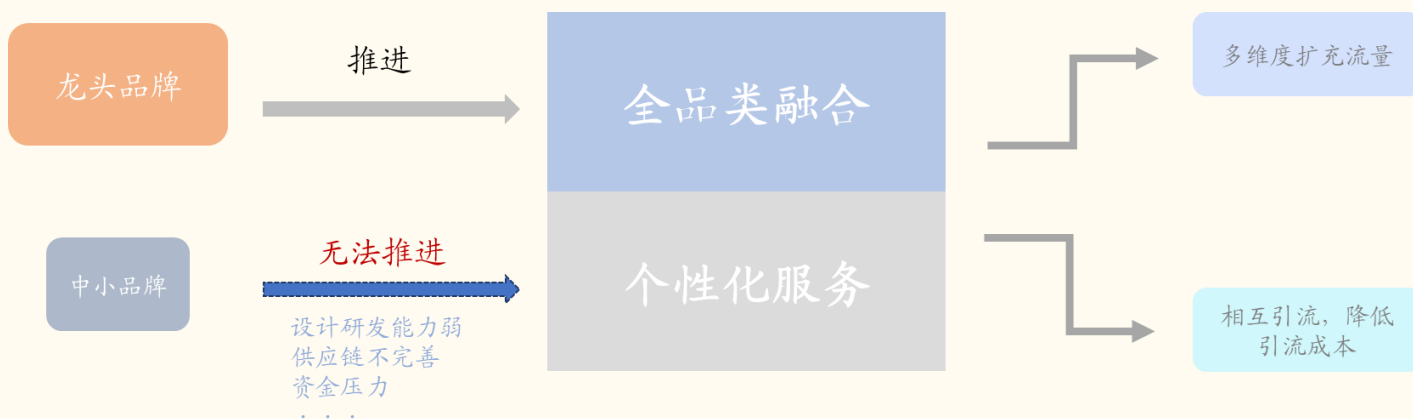 龙头品牌
推进
全品类融合
多维度扩充流量
中小品牌
无法推进
设计研发能力弱
供应链不完善
资金压力
. . .
个性化服务
相互引流，降低
引流成本